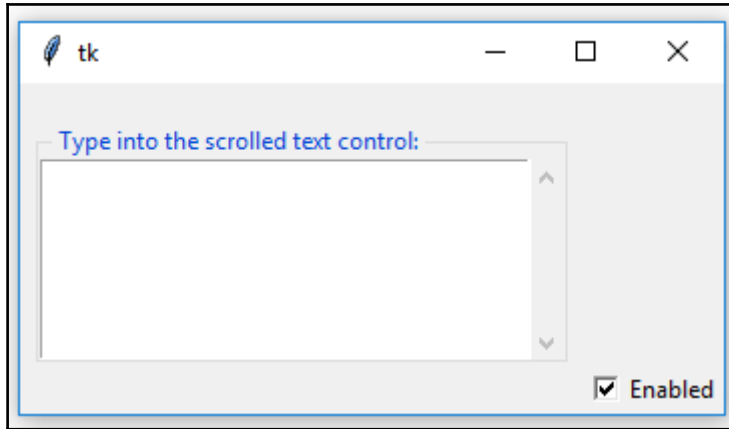 tk
Type into the scrolled text control:
Enabled